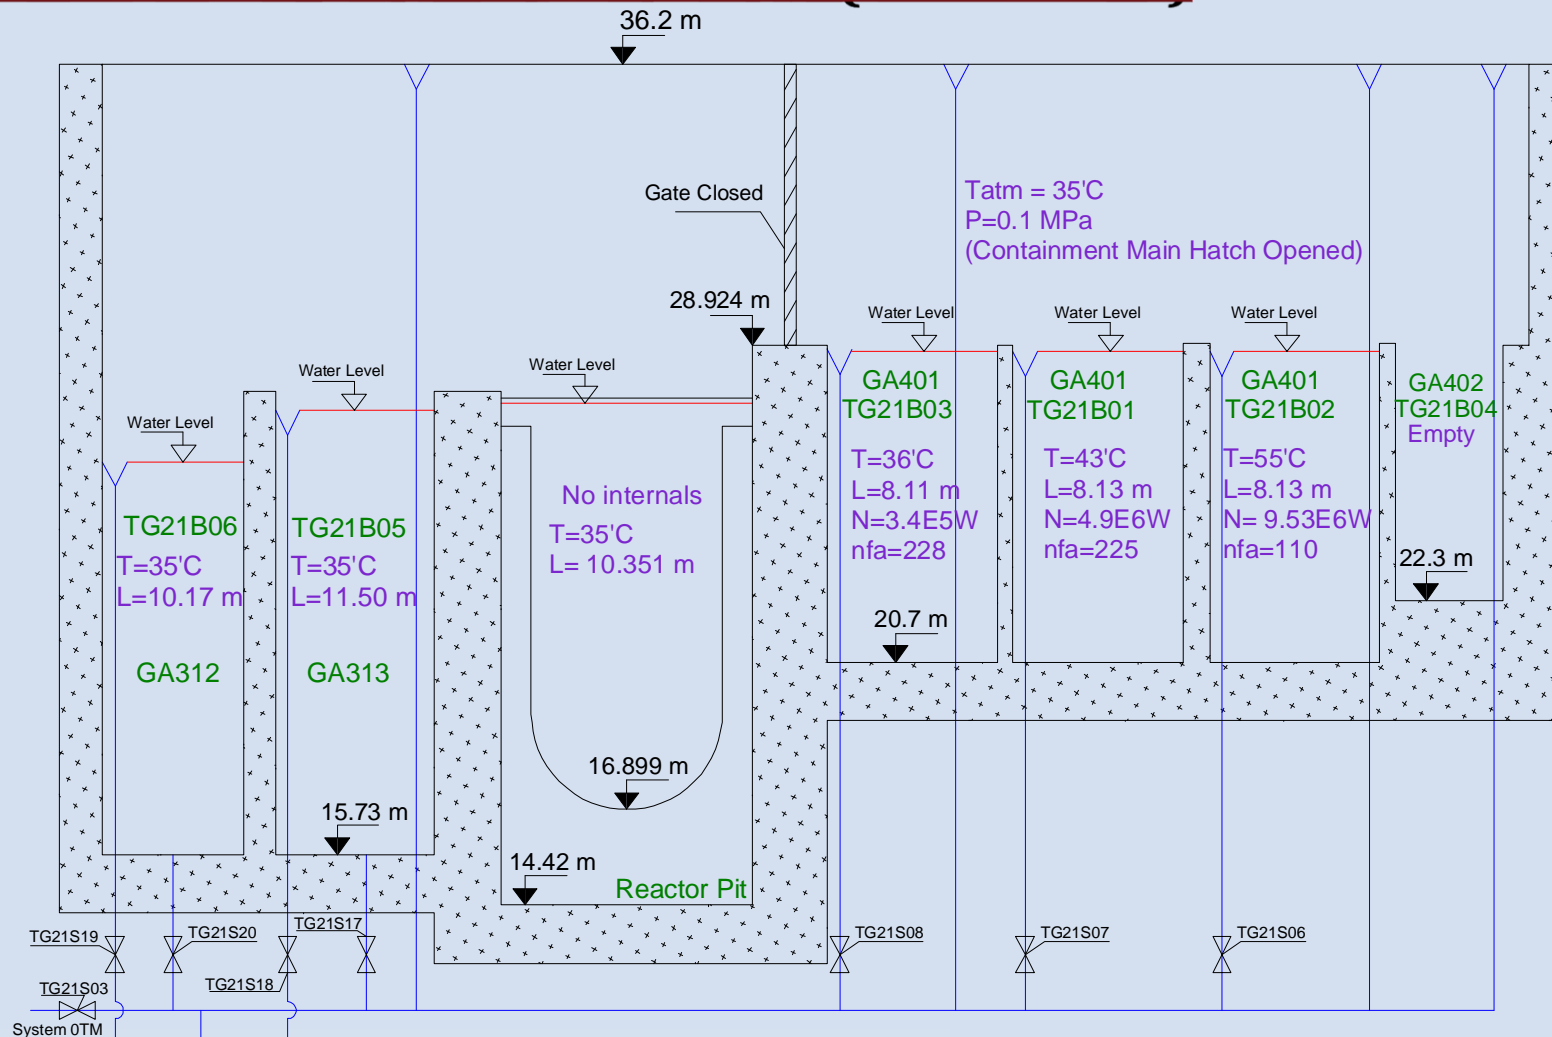 36.2 m
Gate Closed
Tatm = 35'C
P=0.1 MPa
(Containment Main Hatch Opened)
28.924 m
Water Level
Water Level
Water Level
Water Level
Water Level
Water Level
GA401
TG21B03
T=36'C
L=8.11 m
N=3.4E5W
nfa=228
GA401
TG21B01
T=43'C
L=8.13 m
N=4.9E6W
nfa=225
GA401
TG21B02
T=55'C
L=8.13 m
N= 9.53E6W
nfa=110
GA402
TG21B04
Empty
TG21B06
T=35'C
L=10.17 m
GA312
TG21B05
T=35'C
L=11.50 m
GA313
No internals
T=35'C
L= 10.351 m
22.3 m
20.7 m
16.899 m
15.73 m
14.42 m
Reactor Pit
TG21S19
TG21S20
TG21S17
TG21S18
TG21S08
TG21S07
TG21S06
TG21S03
System 0TM